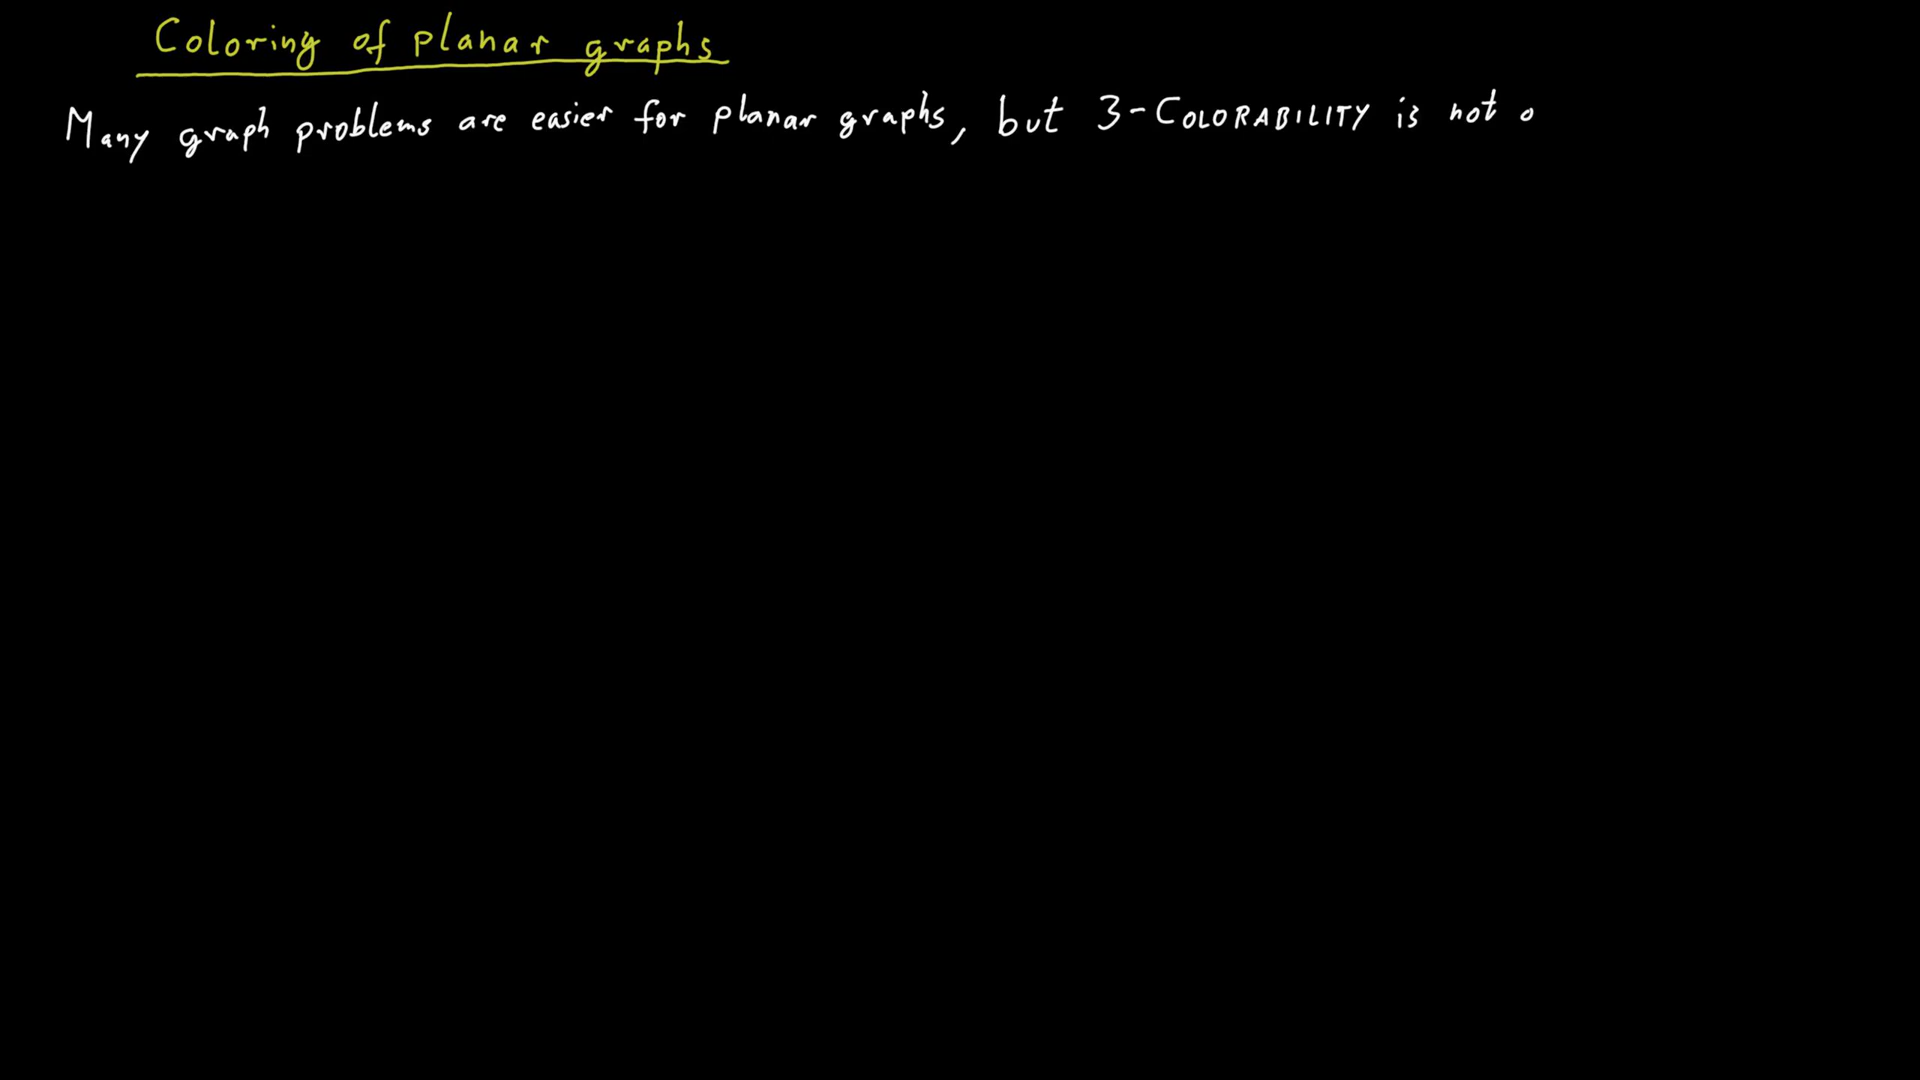 Coloring of planar graphs
Many graph problems are easier for planar graphs, but 3-COLORABILITY is not o